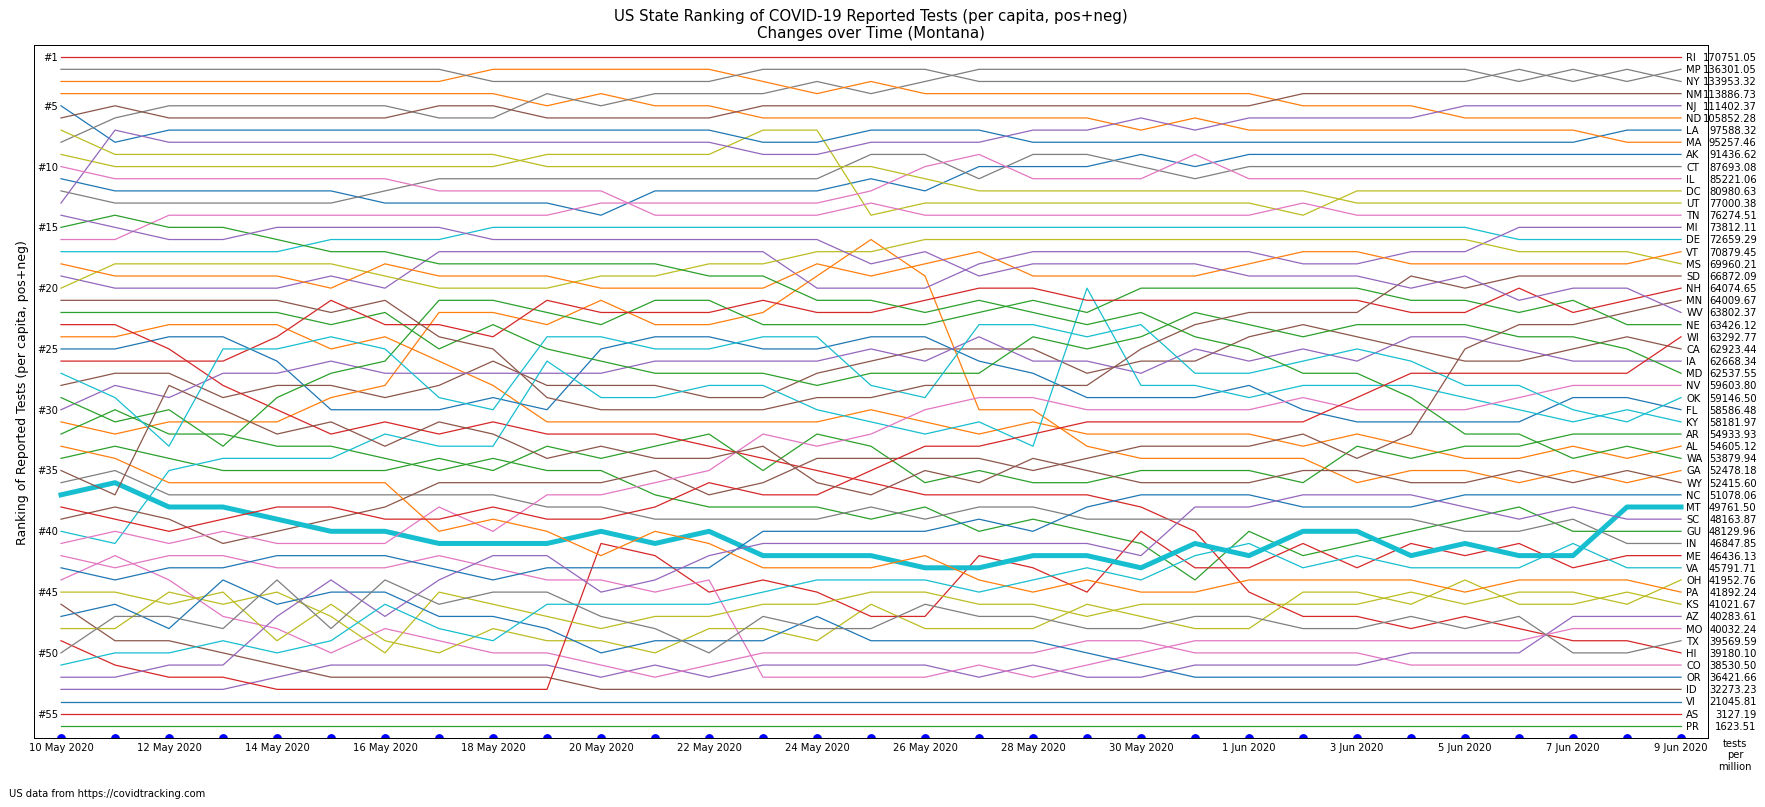 US State Ranking of COVID-19 Reported Tests (per capita, pos+neg)
Changes over Time (Montana)
Ranking of Reported Tests (per capita, pos+neg)
#1
#5
#10
#15
#20
#25
#30
#35
#40
#45
#50
#55
RI 170751.05
MP 136301.05
NY 133953.32
NM 113886.73
NJ 111402.37
ND 105852.28
LA 97588.32
MA 95257.46
AK 91436.62
CT 87693.08
IL 85221.06
DC 80980.63
UT 77000.38
TN 76274.51
MI 73812.11
DE 72659.29
VT 70879.45
MS 69960.21
SD 66872.09
NH 64074.65
MN 64009.67
WV 63802.37
NE 63426.12
WI 63292.77
CA 62923.44
IA 62668.34
MD 62537.55
NV 59603.80
OK 59146.50
FL 58586.48
KY 58181.97
AR 54933.93
AL 54605.12
WA 53879.94
GA 52478.18
WY 52415.60
NC 51078.06
MT 49761.50
SC 48163.87
GU 48129.96
IN 46847.85
ME 46436.13
VA 45791.71
OH 41952.76
PA 41892.24
KS 41021.67
AZ 40283.61
MO 40032.24
TX 39569.59
HI 39180.10
CO 38530.50
OR 36421.66
ID 32273.23
VI 21045.81
AS 3127.19
PR 1623.51
10 May 2020 12 May 2020 14 May 2020 16 May 2020 18 May 2020 20 May 2020 22 May 2020 24 May 2020 26 May 2020 28 May 2020 30 May 2020 1 Jun 2020 3 Jun 2020 5 Jun 2020 7 Jun 2020 9 Jun 2020
tests
per
million
US data from https://covidtracking.com